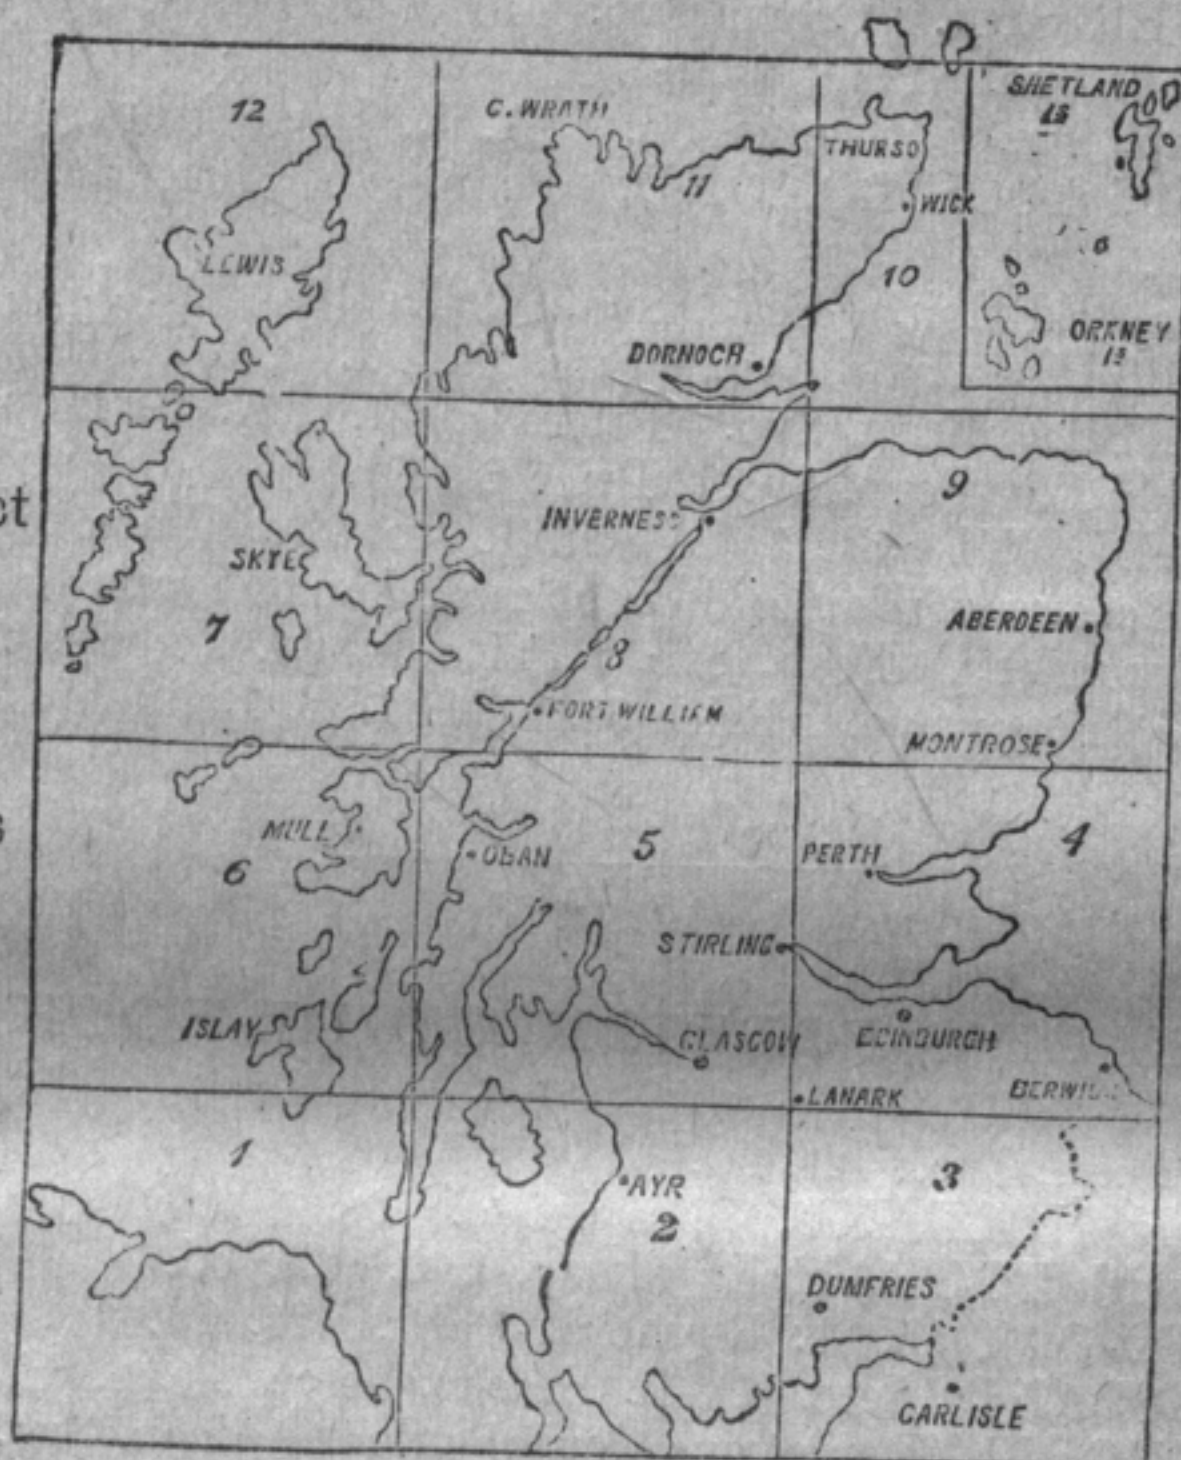 12
C. WRATH
SHETLAND
THURSO
11
WICK
LEWIS
10
ORKNEY
DORNOCH
ct
9
INVERNESS
SKYE
7
ABERDEEN
8
FORT WILLIAM
MONTROSE
s
MULL
6
OBAN
5
PERTH
4
STIRLING
ISLAY
GLASGOW
EDINBURGH
LANARK
1
AYR
3
2
DUMFRIES
CARLISLE